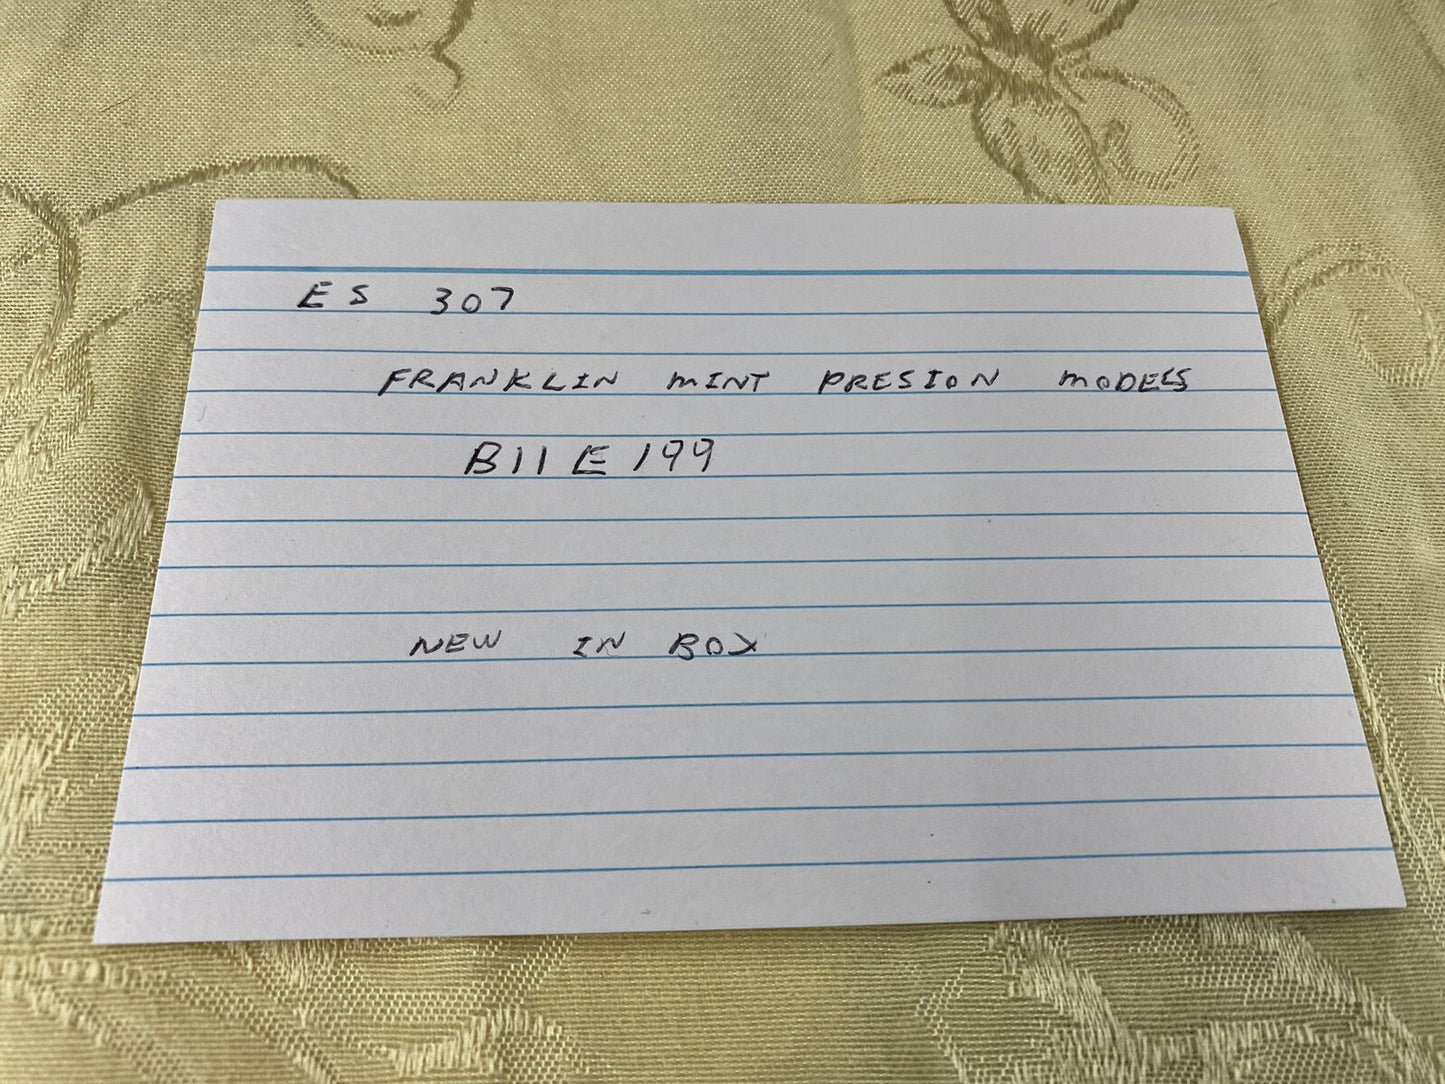 ES 307
FRANKLIN MINT PRESION MODELS
B11E199
NEW IN BOX